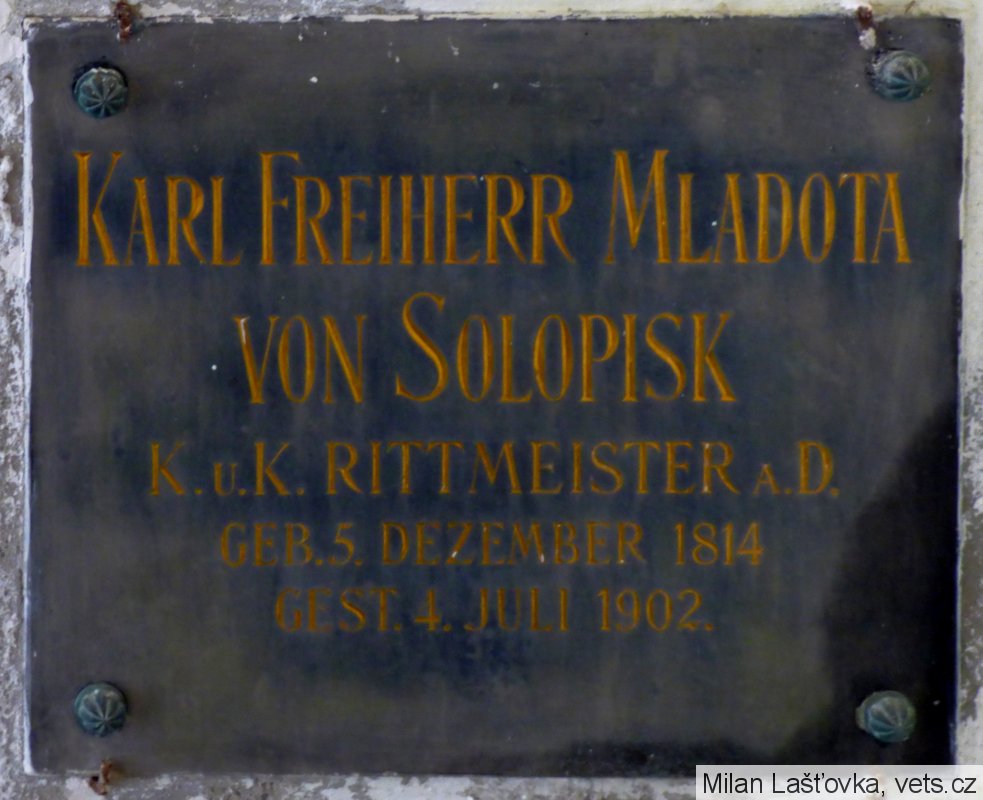 KARL FREIHERR MLADOTA
VON SOLOPISK
K. U. K. RITTMEISTER A. D.
GEB. 5. DEZEMBER 1814
GEST. 4. JULI 1902.
Milan Lašťovka, vets.cz